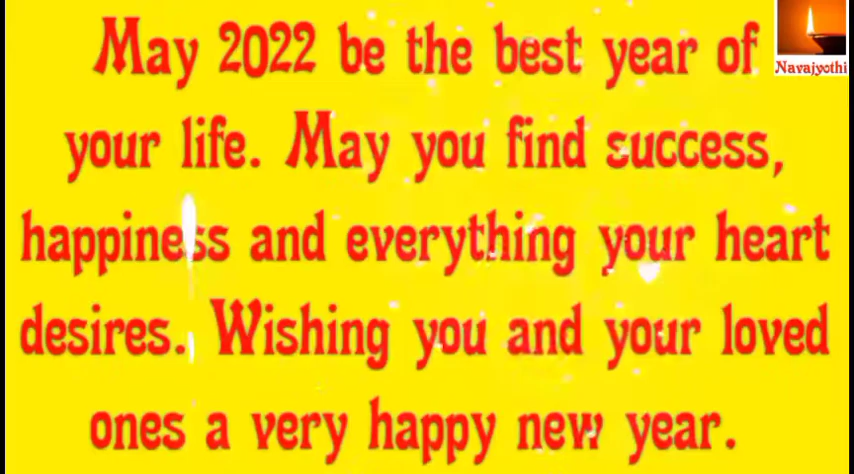 May 2022 be the best year of
your life. May you find success,
happiness and everything your heart
desires. Wishing you and your loved
ones a very happy new year.
Navajyothi